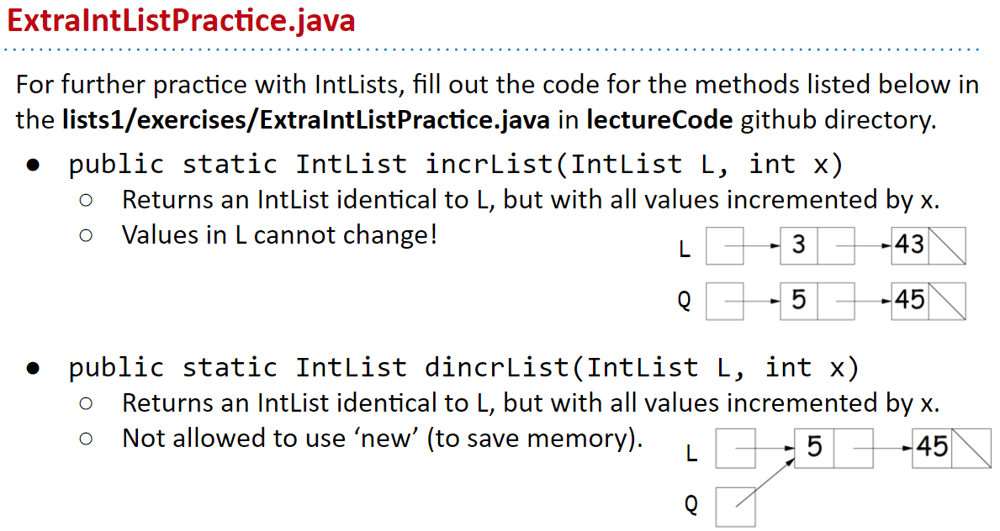 ExtraIntListPractice.java
For further practice with IntLists, fill out the code for the methods listed below in
the lists1/exercises/ExtraIntListPractice.java in lectureCode github directory.
● public static IntList incrList(IntList L, int x)
○ Returns an IntList identical to L, but with all values incremented by x.
○ Values in L cannot change!
L 3 43
Q 5 45
● public static IntList dincrList(IntList L, int x)
○ Returns an IntList identical to L, but with all values incremented by x.
○ Not allowed to use ‘new’ (to save memory).
L 5 45
Q